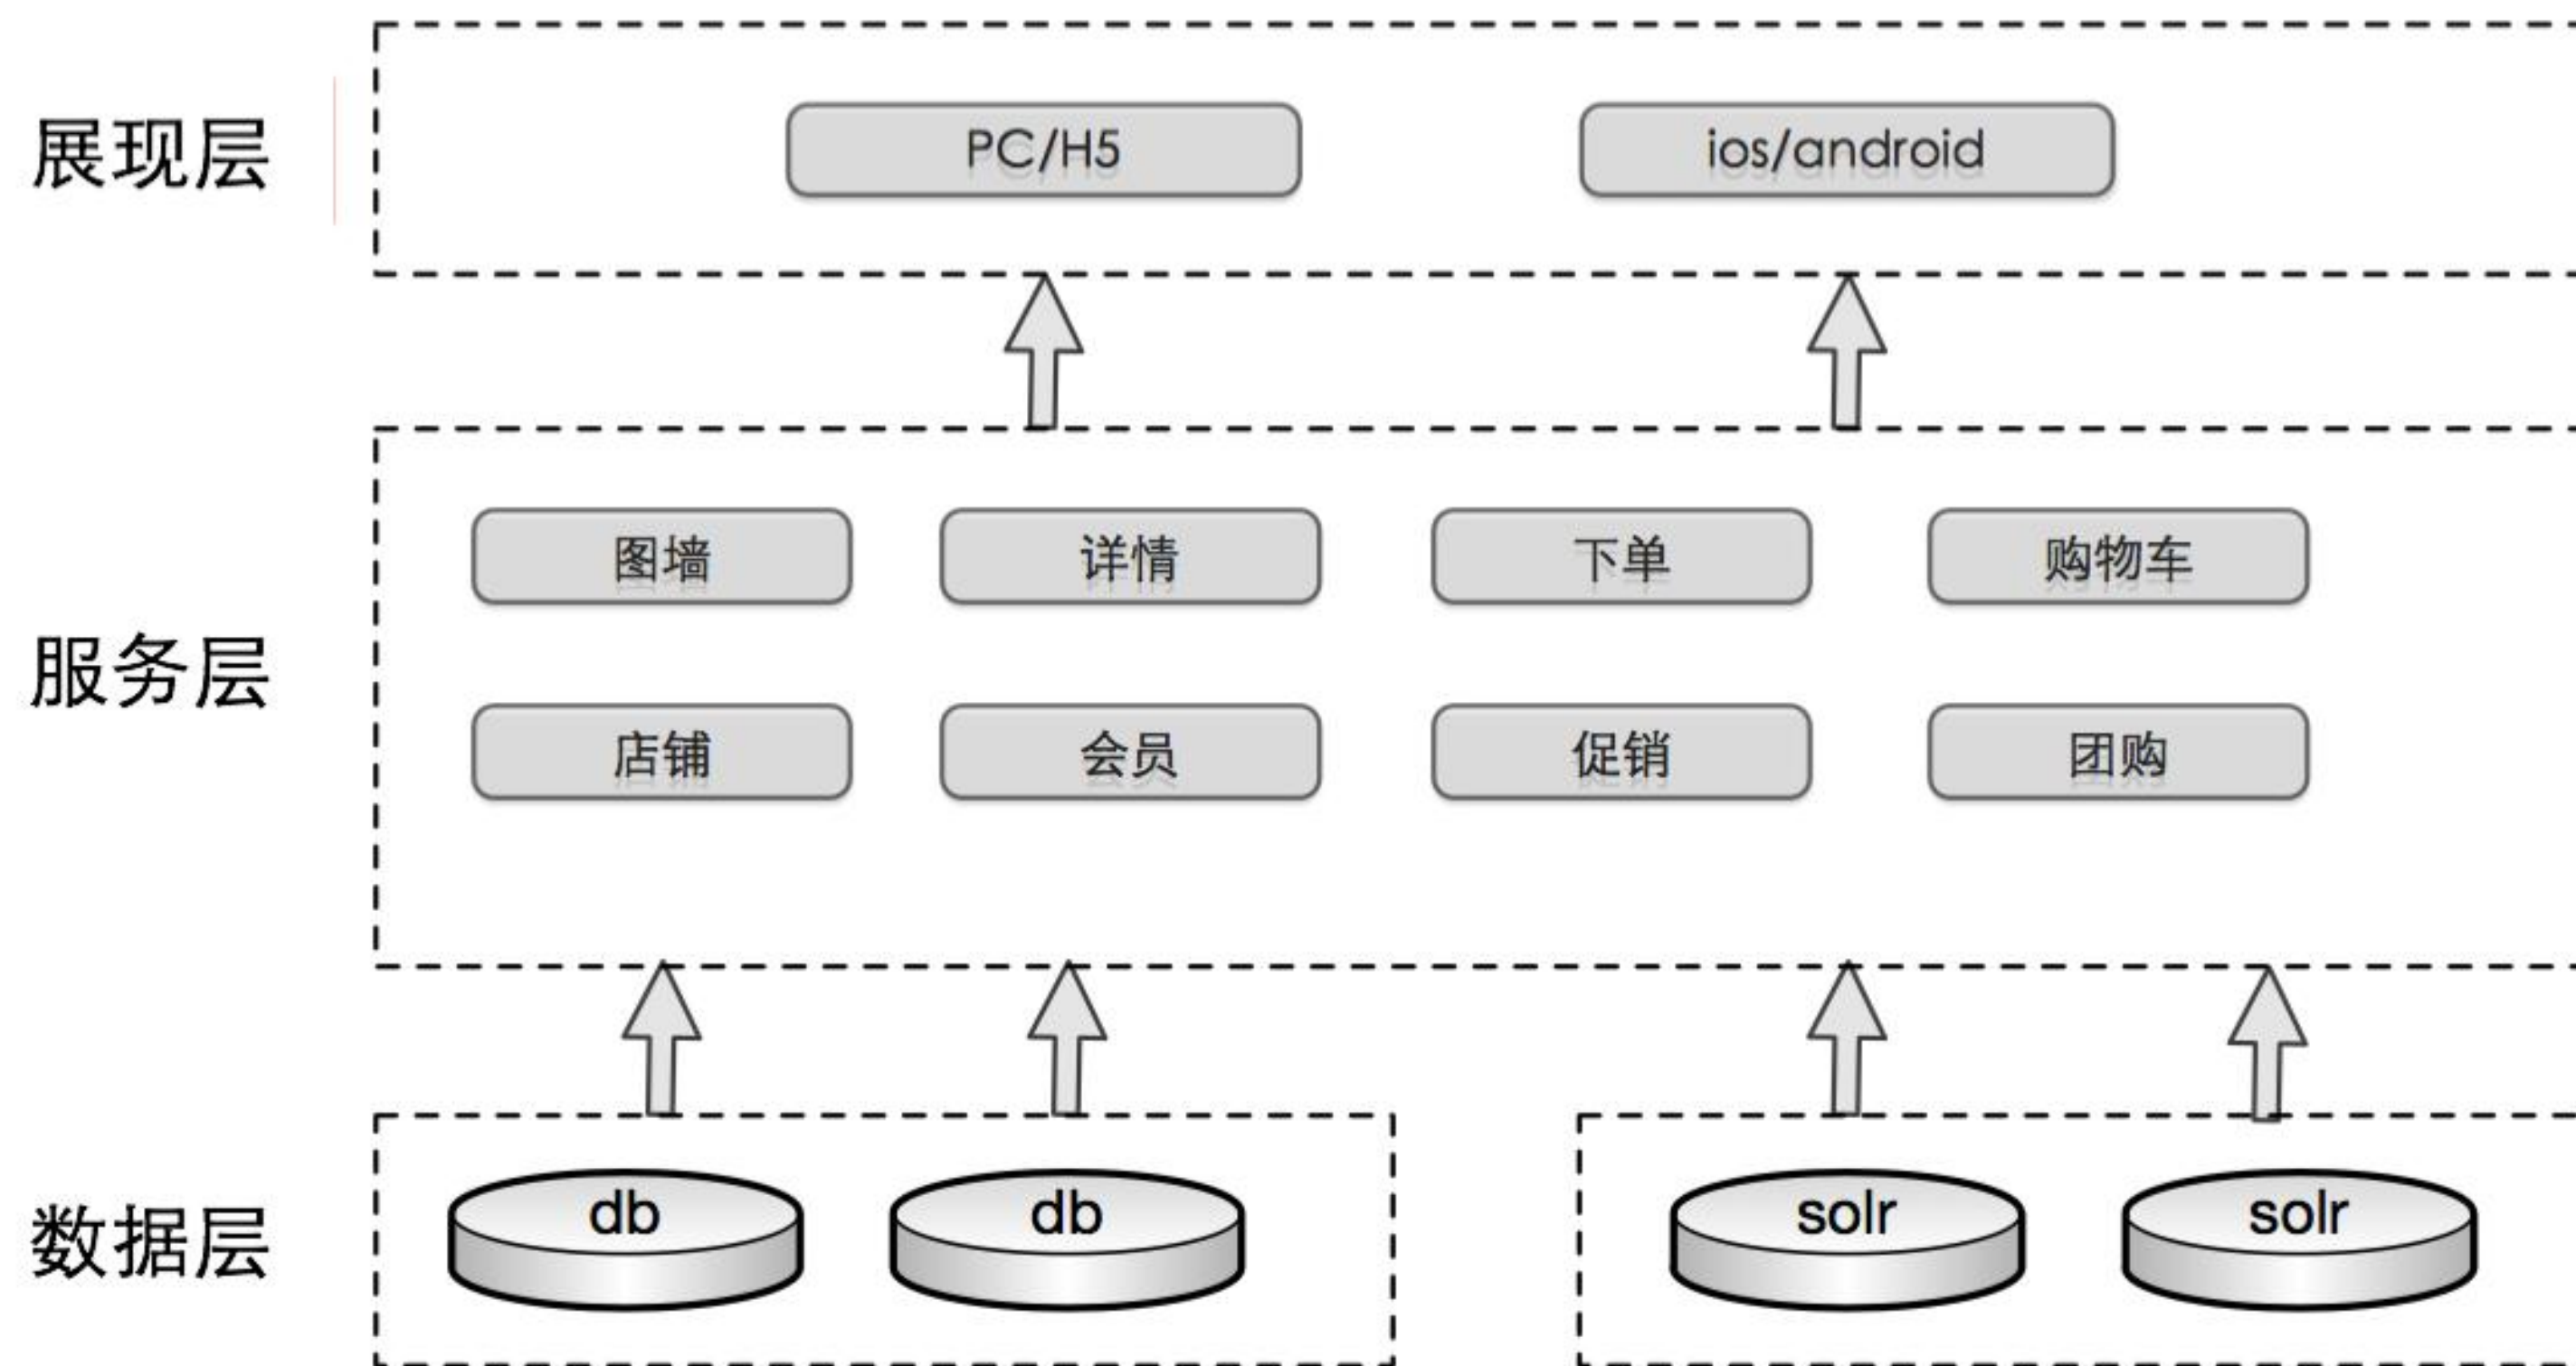 展现层
PC/H5
ios/android
服务层
图墙
详情
下单
购物车
店铺
会员
促销
团购
数据层
db
db
solr
solr